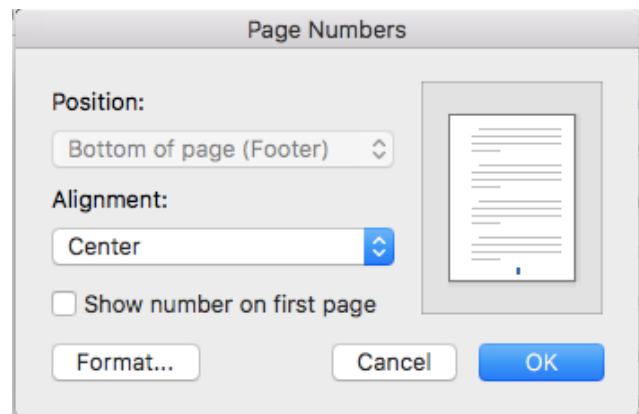 Page Numbers
Position:
Bottom of page (Footer)
Alignment:
Center
Show number on first page
Format...
Cancel
OK